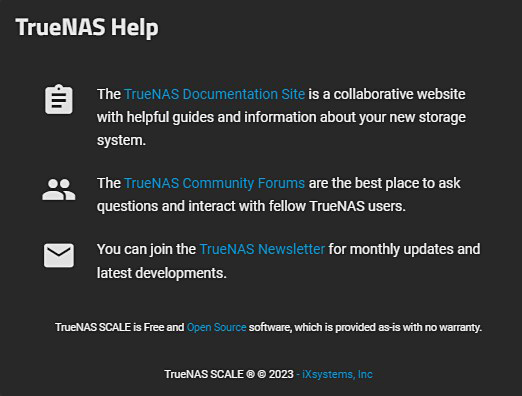 TrueNAS Help
The TrueNAS Documentation Site is a collaborative website
with helpful guides and information about your new storage
system.
The TrueNAS Community Forums are the best place to ask
questions and interact with fellow TrueNAS users.
You can join the TrueNAS Newsletter for monthly updates and
latest developments.
TrueNAS SCALE is Free and Open Source software, which is provided as-is with no warranty.
TrueNAS SCALE ® © 2023 - iXsystems, Inc